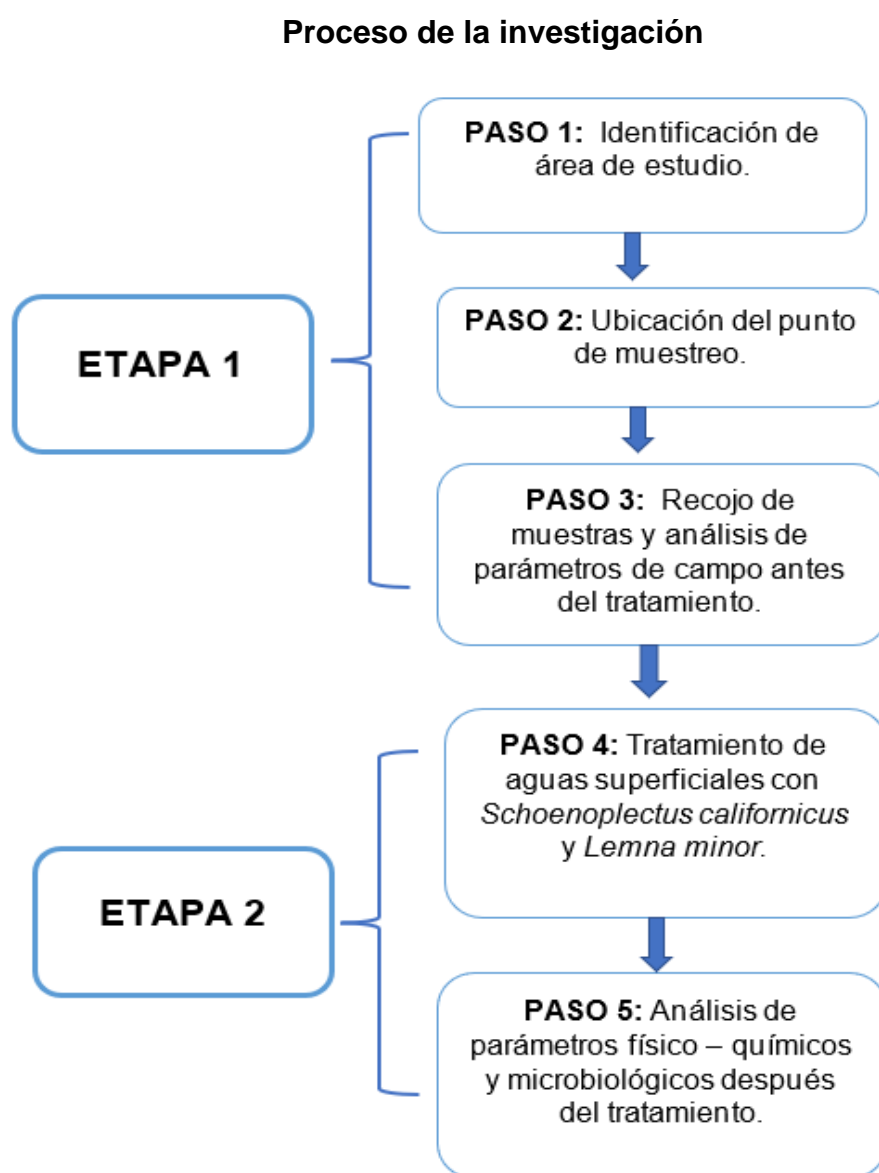 Proceso de la investigación
PASO 1: Identificación de
área de estudio.
PASO 2: Ubicación del punto
de muestreo.
ETAPA 1
PASO 3: Recojo de
muestras y análisis de
parámetros de campo antes
del tratamiento.
PASO 4: Tratamiento de
aguas superficiales con
Schoenoplectus californicus
y Lemna minor.
ETAPA 2
PASO 5: Análisis de
parámetros físico – químicos
y microbiológicos después
del tratamiento.